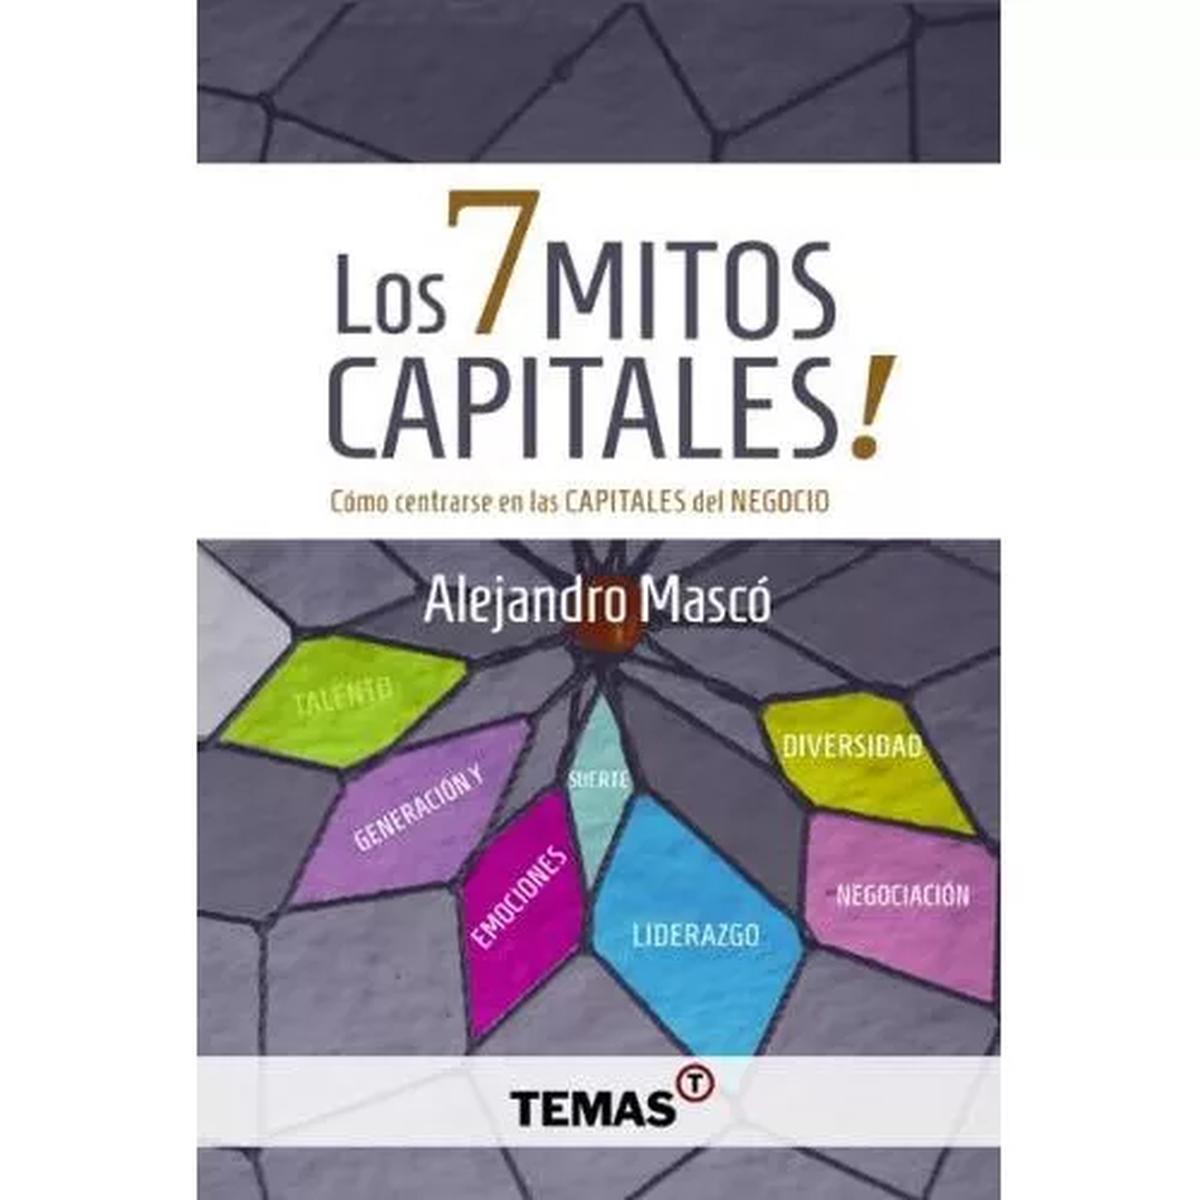 Los 7 MITOS
CAPITALES!
Cómo centrarse en las CAPITALES del NEGOCIO
Alejandro Mascó
TALENTO
GENERACIÓN Y
EMOCIONES
SUERTE
LIDERAZGO
DIVERSIDAD
NEGOCIACIÓN
TEMAS T